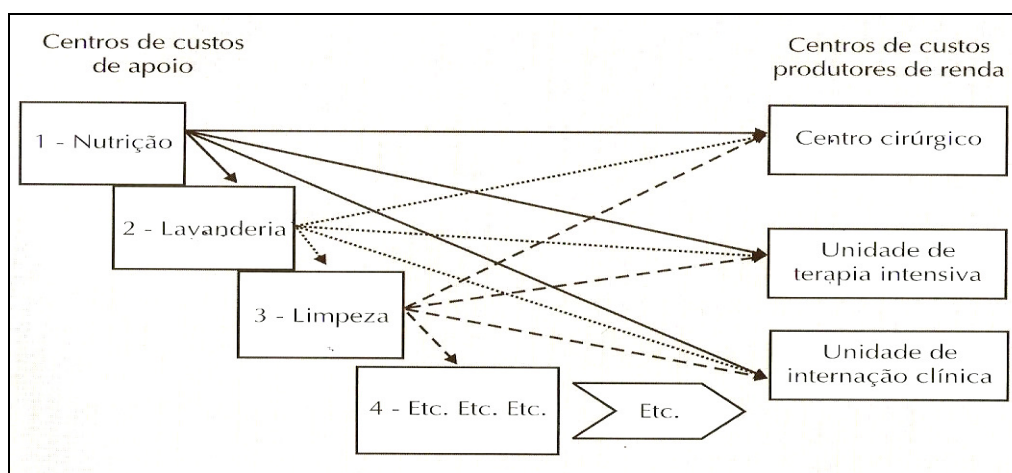 Centros de custos
de apoio
Centros de custos
produtores de renda
1 - Nutrição
Centro cirúrgico
2 - Lavanderia
Unidade de
terapia intensiva
3 - Limpeza
Unidade de
internação clínica
4 - Etc. Etc. Etc.
Etc.